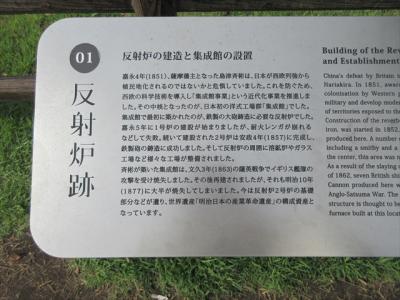 01
反射炉跡
反射炉の建造と集成館の設置
嘉永4年(1851)、薩摩藩主となった島津斉彬は、日本が西欧列強から
植民地化されるのではないかと危惧していました。これを防ぐため、
西欧の科学技術を導入し「集成館事業」という近代化事業を推進しま
した。その中核となったのが、日本初の洋式工場群「集成館」でした。
集成館で最初に築かれたのが、鉄製の大砲鋳造に必要な反射炉でした。
嘉永5年に1号炉の建設が始まりましたが、耐火レンガが崩れる
などして失敗。続いて建設された2号炉は安政4年(1857)に完成し、
鉄製砲の鋳造に成功しました。そして反射炉の周囲に溶鉱炉やガラス
工場など様々な工場が整備されました。
斉彬が築いた集成館は、文久3年(1863)の薩英戦争でイギリス艦隊の
攻撃を受け焼失しました。その後再建されましたが、それも明治10年
(1877)に大半が焼失してしまいました。今は反射炉2号炉の基礎
部分などが遺り、世界遺産「明治日本の産業革命遺産」の構成資産と
なっています。
Building of the Rev
and Establishment
China's defeat by Britain i
Nariakira. In 1851, aware
colonisation by Western p
military and develop moder
of territories exposed to the
Construction of the reverb
iron, was started in 1852,
produced here. A number o
including a smithy and a
the center, this area was n
As a result of the slaying o
of 1862, seven British shi
Cannon produced here w
Anglo-Satsuma War. The
structure is thought to be
furnace built at this locat